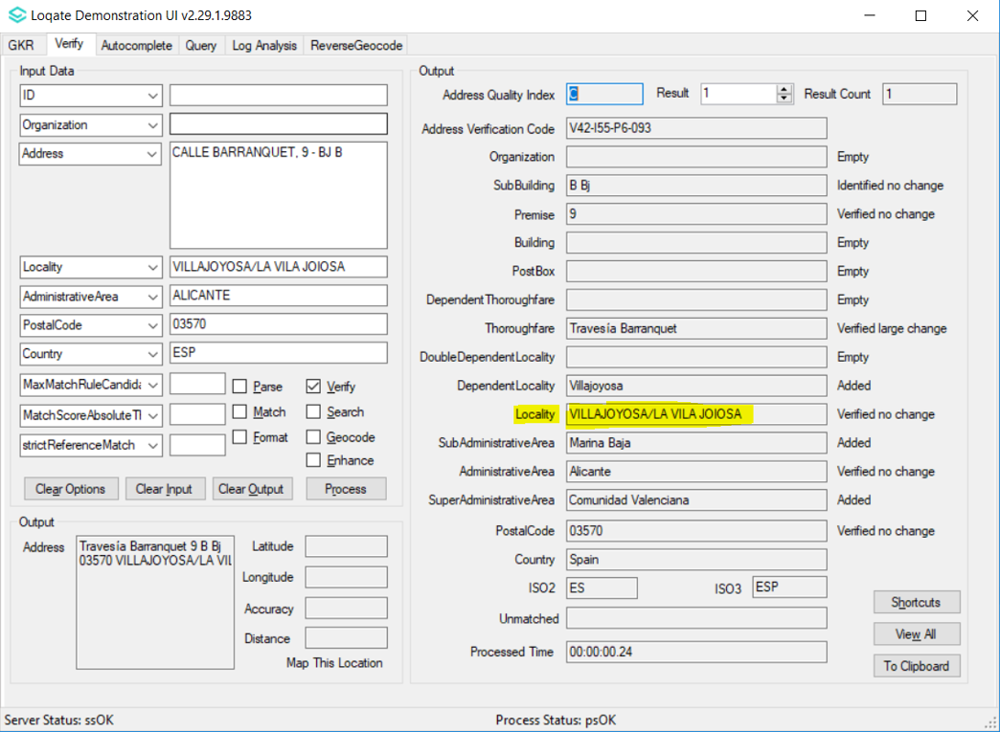 Loqate Demonstration UI v2.29.1.9883
GKR Verify Autocomplete Query Log Analysis ReverseGeocode
Input Data
ID
Organization
Address CALLE BARRANQUET, 9 - BJ B
Locality VILLAJOYOSA/LA VILA JOIOSA
AdministrativeArea ALICANTE
PostalCode 03570
Country ESP
MaxMatchRuleCandida Parse Verify
MatchScoreAbsoluteTl Match Search
strictReferenceMatch Format Geocode
Enhance
Clear Options Clear Input Clear Output Process
Output
Address Travesía Barranquet 9 B Bj
03570 VILLAJOYOSA/LA VIL
Latitude
Longitude
Accuracy
Distance
Map This Location
Output
Address Quality Index C Result 1 Result Count 1
Address Verification Code V42-I55-P6-093
Organization Empty
SubBuilding B Bj Identified no change
Premise 9 Verified no change
Building Empty
PostBox Empty
DependentThoroughfare Empty
Thoroughfare Travesía Barranquet Verified large change
DoubleDependentLocality Empty
DependentLocality Villajoyosa Added
Locality VILLAJOYOSA/LA VILA JOIOSA Verified no change
SubAdministrativeArea Marina Baja Added
AdministrativeArea Alicante Verified no change
SuperAdministrativeArea Comunidad Valenciana Added
PostalCode 03570 Verified no change
Country Spain
ISO2 ES ISO3 ESP
Unmatched
Processed Time 00:00:00.24
Shortcuts
View All
To Clipboard
Server Status: ssOK Process Status: psOK